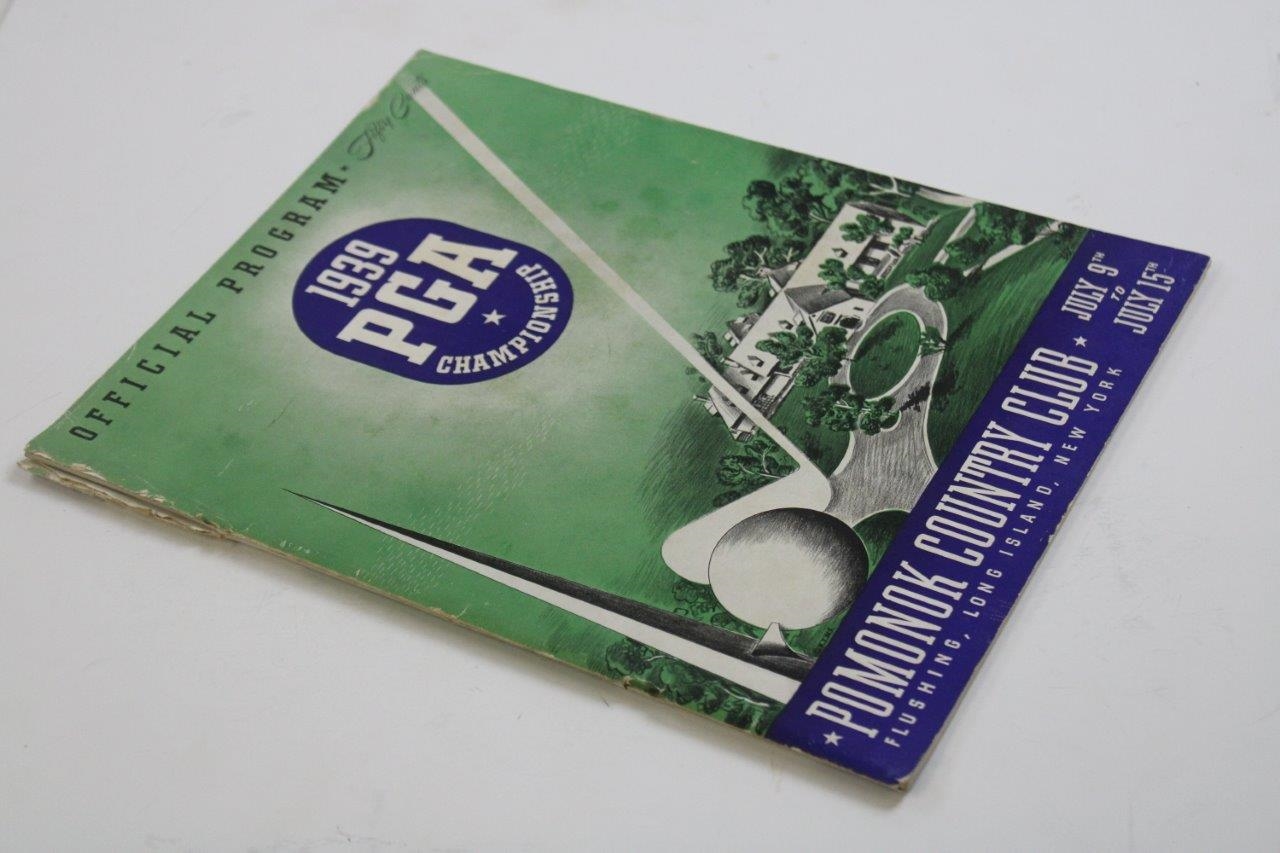 OFFICIAL PROGRAM • Fifty Cents
1939
PGA
★
CHAMPIONSHIP
JULY 9TH
TO
JULY 15TH
★ POMONOK COUNTRY CLUB ★
FLUSHING, LONG ISLAND, NEW YORK